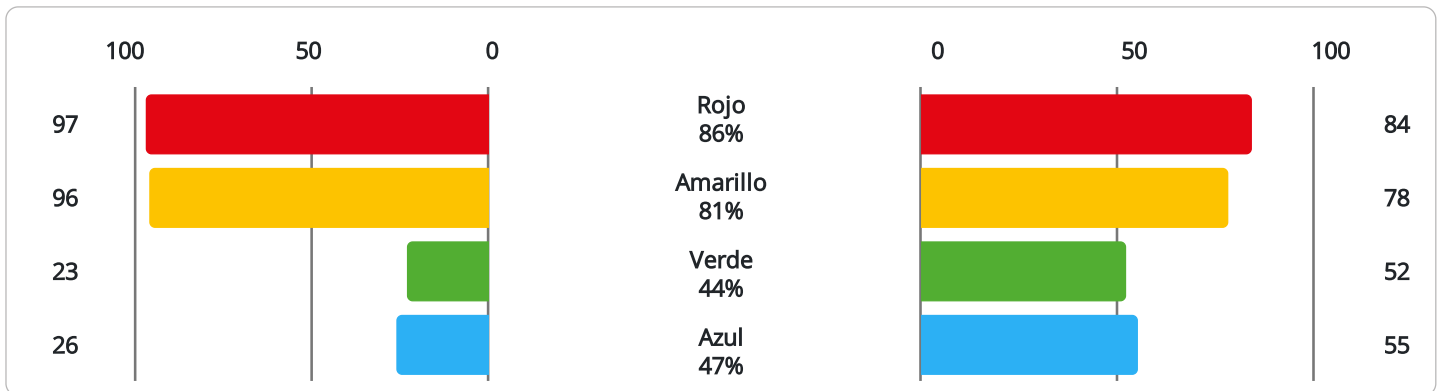 100 50 0 0 50 100
97 Rojo 84
86%
96 Amarillo 78
81%
23 Verde 52
44%
26 Azul 55
47%